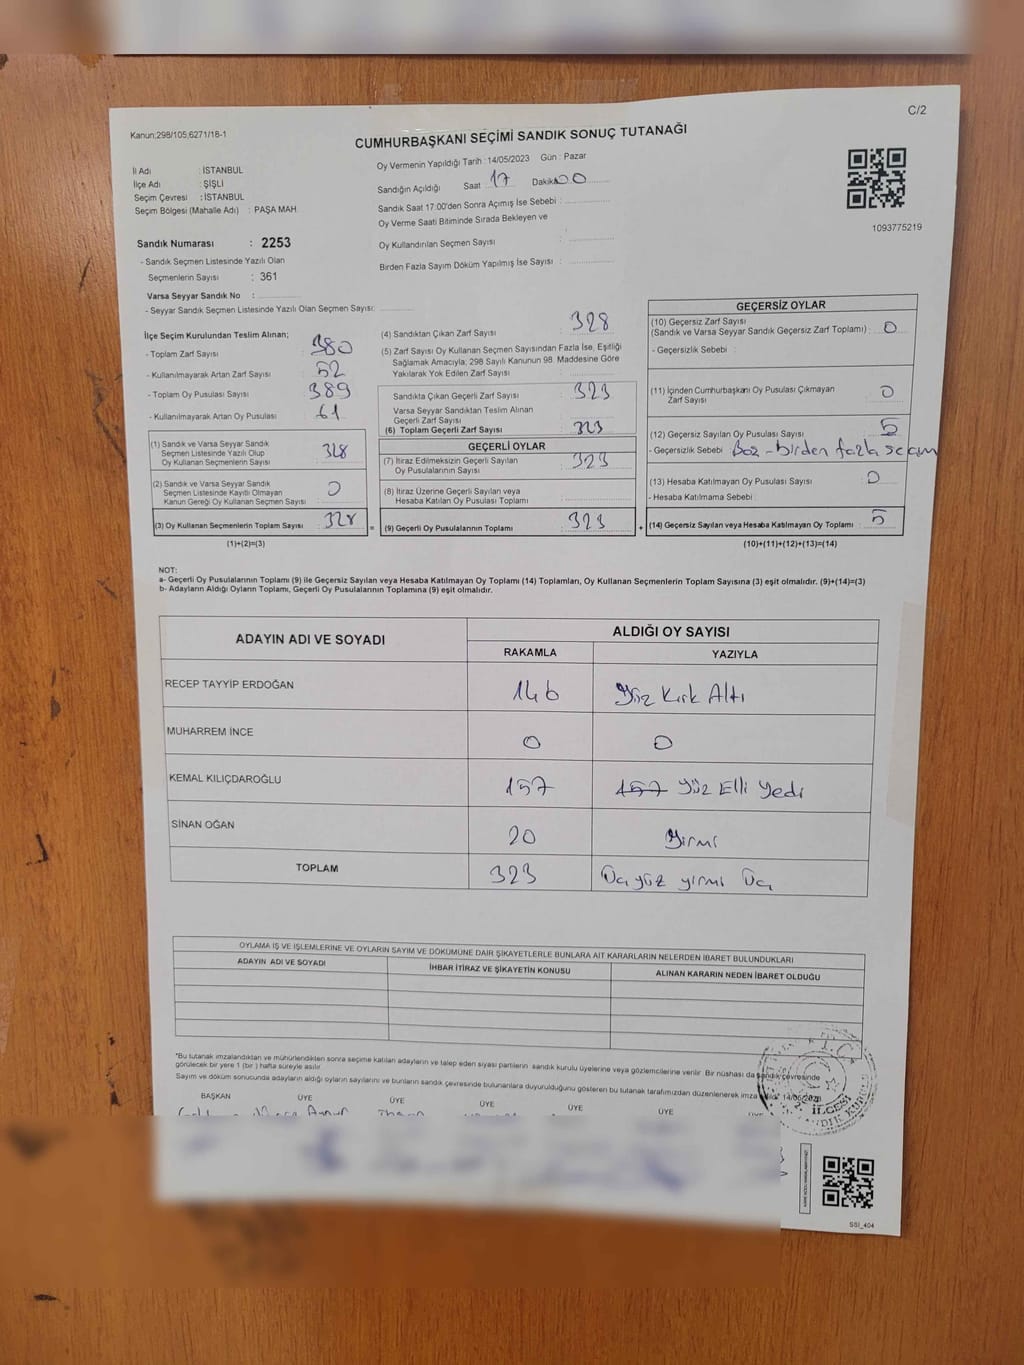 C/2
Kanun;298/105;6271/18-1
CUMHURBAŞKANI SEÇİMİ SANDIK SONUÇ TUTANAĞI
İl Adı : İSTANBUL
İlçe Adı : ŞİŞLİ
Seçim Çevresi : İSTANBUL
Seçim Bölgesi (Mahalle Adı) : PAŞA MAH.
Oy Vermenin Yapıldığı Tarih : 14/05/2023 Gün : Pazar
Sandığın Açıldığı Saat 17 Dakika 00
Sandık Saat 17:00'den Sonra Açımış İse Sebebi :
Oy Verme Saati Bitiminde Sırada Bekleyen ve
Oy Kullandırılan Seçmen Sayısı :
Birden Fazla Sayım Döküm Yapılmış İse Sayısı :
1093775219
Sandık Numarası : 2253
- Sandık Seçmen Listesinde Yazılı Olan
Seçmenlerin Sayısı : 361
Varsa Seyyar Sandık No :
- Seyyar Sandık Seçmen Listesinde Yazılı Olan Seçmen Sayısı:
İlçe Seçim Kurulundan Teslim Alınan;
- Toplam Zarf Sayısı : 380
- Kullanılmayarak Artan Zarf Sayısı : 52
- Toplam Oy Pusulası Sayısı : 389
- Kullanılmayarak Artan Oy Pusulası : 61
(1) Sandık ve Varsa Seyyar Sandık
Seçmen Listesinde Yazılı Olup
Oy Kullanan Seçmenlerin Sayısı : 328
(2) Sandık ve Varsa Seyyar Sandık
Seçmen Listesinde Kayıtlı Olmayan
Kanun Gereği Oy Kullanan Seçmen Sayısı : 0
(3) Oy Kullanan Seçmenlerin Toplam Sayısı : 328 =
(1)+(2)=(3)
(4) Sandıktan Çıkan Zarf Sayısı : 328
(5) Zarf Sayısı Oy Kullanan Seçmen Sayısından Fazla İse, Eşitliği
Sağlamak Amacıyla; 298 Sayılı Kanunun 98. Maddesine Göre
Yakılarak Yok Edilen Zarf Sayısı :
Sandıkta Çıkan Geçerli Zarf Sayısı : 323
Varsa Seyyar Sandıktan Teslim Alınan
Geçerli Zarf Sayısı :
(6) Toplam Geçerli Zarf Sayısı : 323
GEÇERLİ OYLAR
(7) İtiraz Edilmeksizin Geçerli Sayılan
Oy Pusulalarının Sayısı : 323
(8) İtiraz Üzerine Geçerli Sayılan veya
Hesaba Katılan Oy Pusulası Toplamı :
(9) Geçerli Oy Pusulalarının Toplamı : 323 +
GEÇERSİZ OYLAR
(10) Geçersiz Zarf Sayısı
(Sandık ve Varsa Seyyar Sandık Geçersiz Zarf Toplamı) : 0
- Geçersizlik Sebebi :
(11) İçinden Cumhurbaşkanı Oy Pusulası Çıkmayan
Zarf Sayısı : 0
(12) Geçersiz Sayılan Oy Pusulası Sayısı : 5
- Geçersizlik Sebebi : Boş - birden fazla seçim
(13) Hesaba Katılmayan Oy Pusulası Sayısı : 0
- Hesaba Katılmama Sebebi :
(14) Geçersiz Sayılan veya Hesaba Katılmayan Oy Toplamı : 5
(10)+(11)+(12)+(13)=(14)
NOT:
a- Geçerli Oy Pusulalarının Toplamı (9) ile Geçersiz Sayılan veya Hesaba Katılmayan Oy Toplamı (14) Toplamları, Oy Kullanan Seçmenlerin Toplam Sayısına (3) eşit olmalıdır. (9)+(14)=(3)
b- Adayların Aldığı Oyların Toplamı, Geçerli Oy Pusulalarının Toplamına (9) eşit olmalıdır.
ADAYIN ADI VE SOYADI ALDIĞI OY SAYISI
RAKAMLA YAZIYLA
RECEP TAYYİP ERDOĞAN 146 Yüz Kırk Altı
MUHARREM İNCE 0 0
KEMAL KILIÇDAROĞLU 157 157 Yüz Elli Yedi
SİNAN OĞAN 20 Yirmi
TOPLAM 323 Üçyüz yirmi Üç
OYLAMA İŞ VE İŞLEMLERİNE VE OYLARIN SAYIM VE DÖKÜMÜNE DAİR ŞİKAYETLERLE BUNLARA AİT KARARLARIN NELERDEN İBARET BULUNDUKLARI
ADAYIN ADI VE SOYADI İHBAR İTİRAZ VE ŞİKAYETİN KONUSU ALINAN KARARIN NEDEN İBARET OLDUĞU
*Bu tutanak imzalandıktan ve mühürlendikten sonra seçime katılan adayların ve talep eden siyasi partilerin sandık kurulu üyelerine veya gözlemcilerine verilir. Bir nüshası da sandık çevresinde
görülecek bir yere 1 (bir) hafta süreyle asılır.
Sayım ve döküm sonucunda adayların aldığı oyların sayılarını ve bunların sandık çevresinde bulunanlara duyurulduğunu gösteren bu tutanak tarafımızdan düzenlenerek imza 14/05/2023
BAŞKAN ÜYE ÜYE ÜYE ÜYE ÜYE ÜYE
T.C.
İLÇESİ
SSI_404